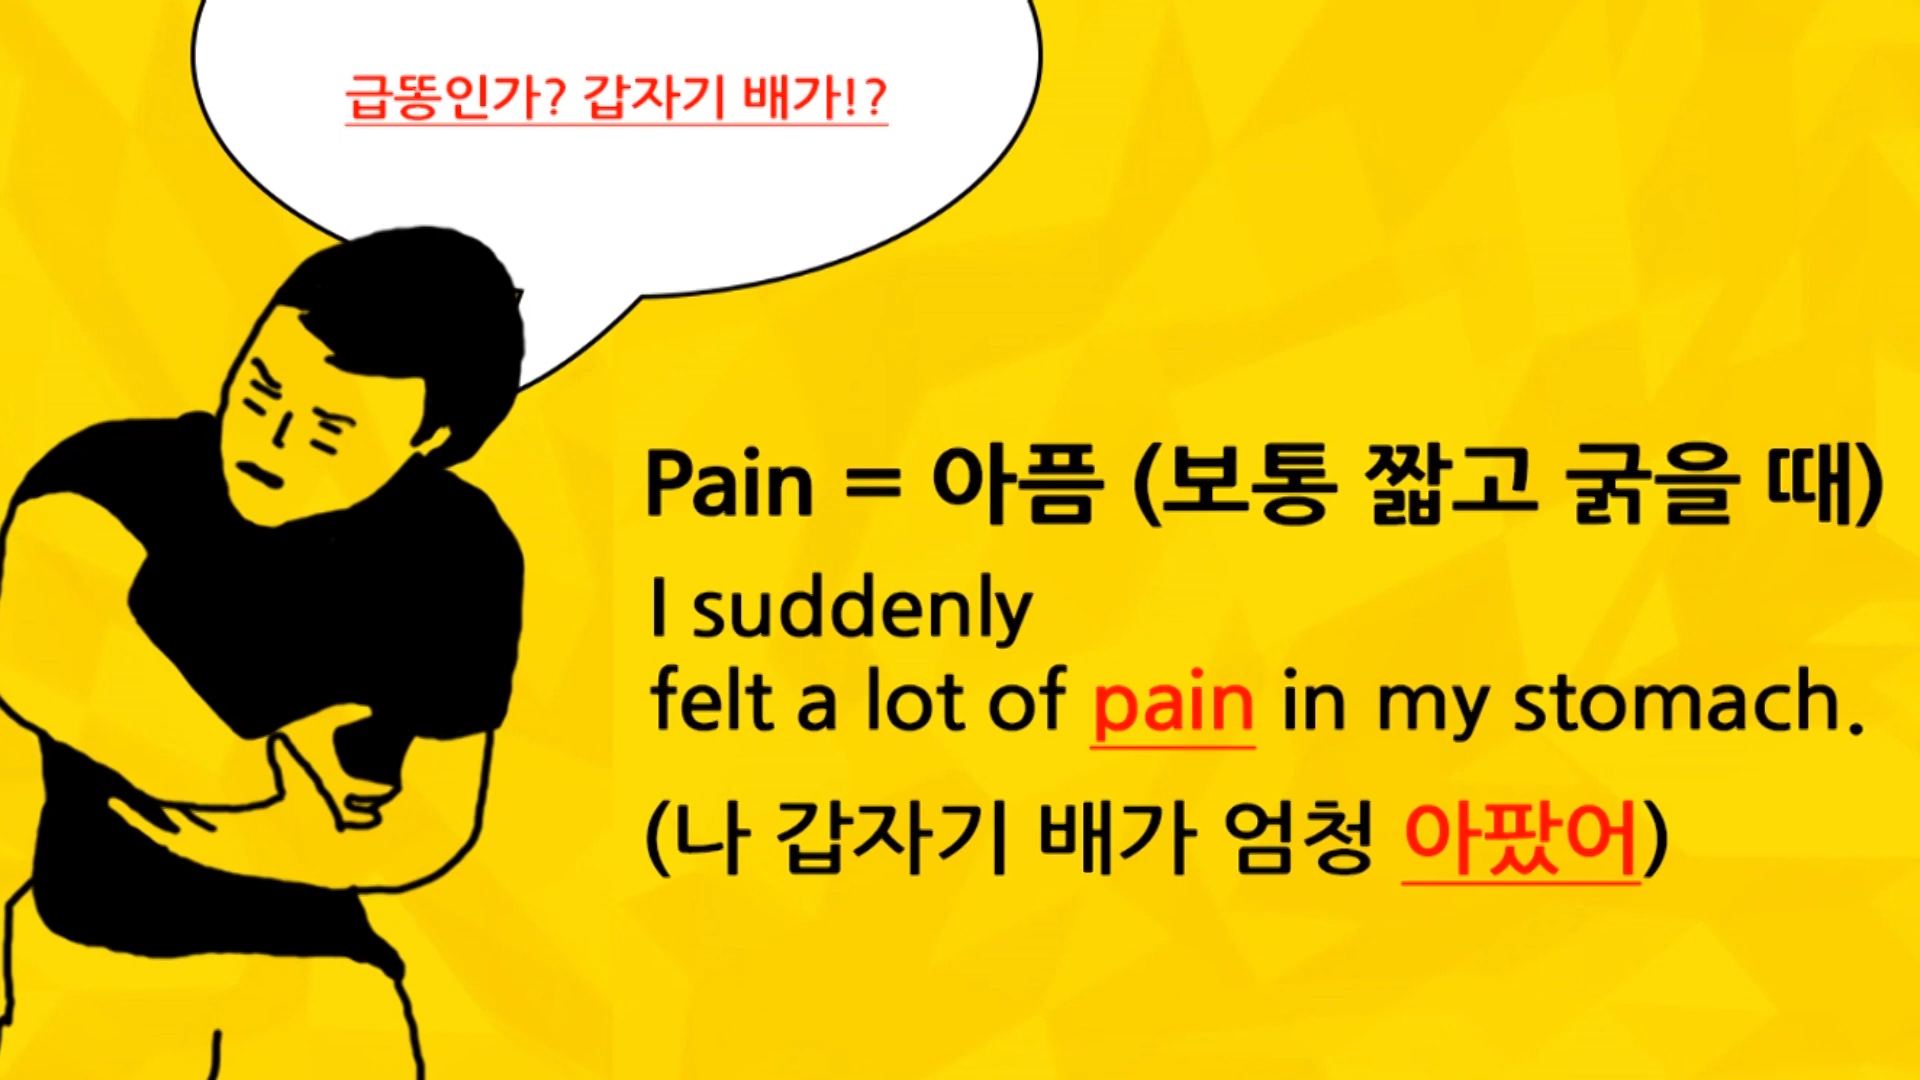 급똥인가? 갑자기 배가!?
Pain = 아픔 (보통 짧고 굵을 때)
I suddenly
felt a lot of pain in my stomach.
(나 갑자기 배가 엄청 아팠어)